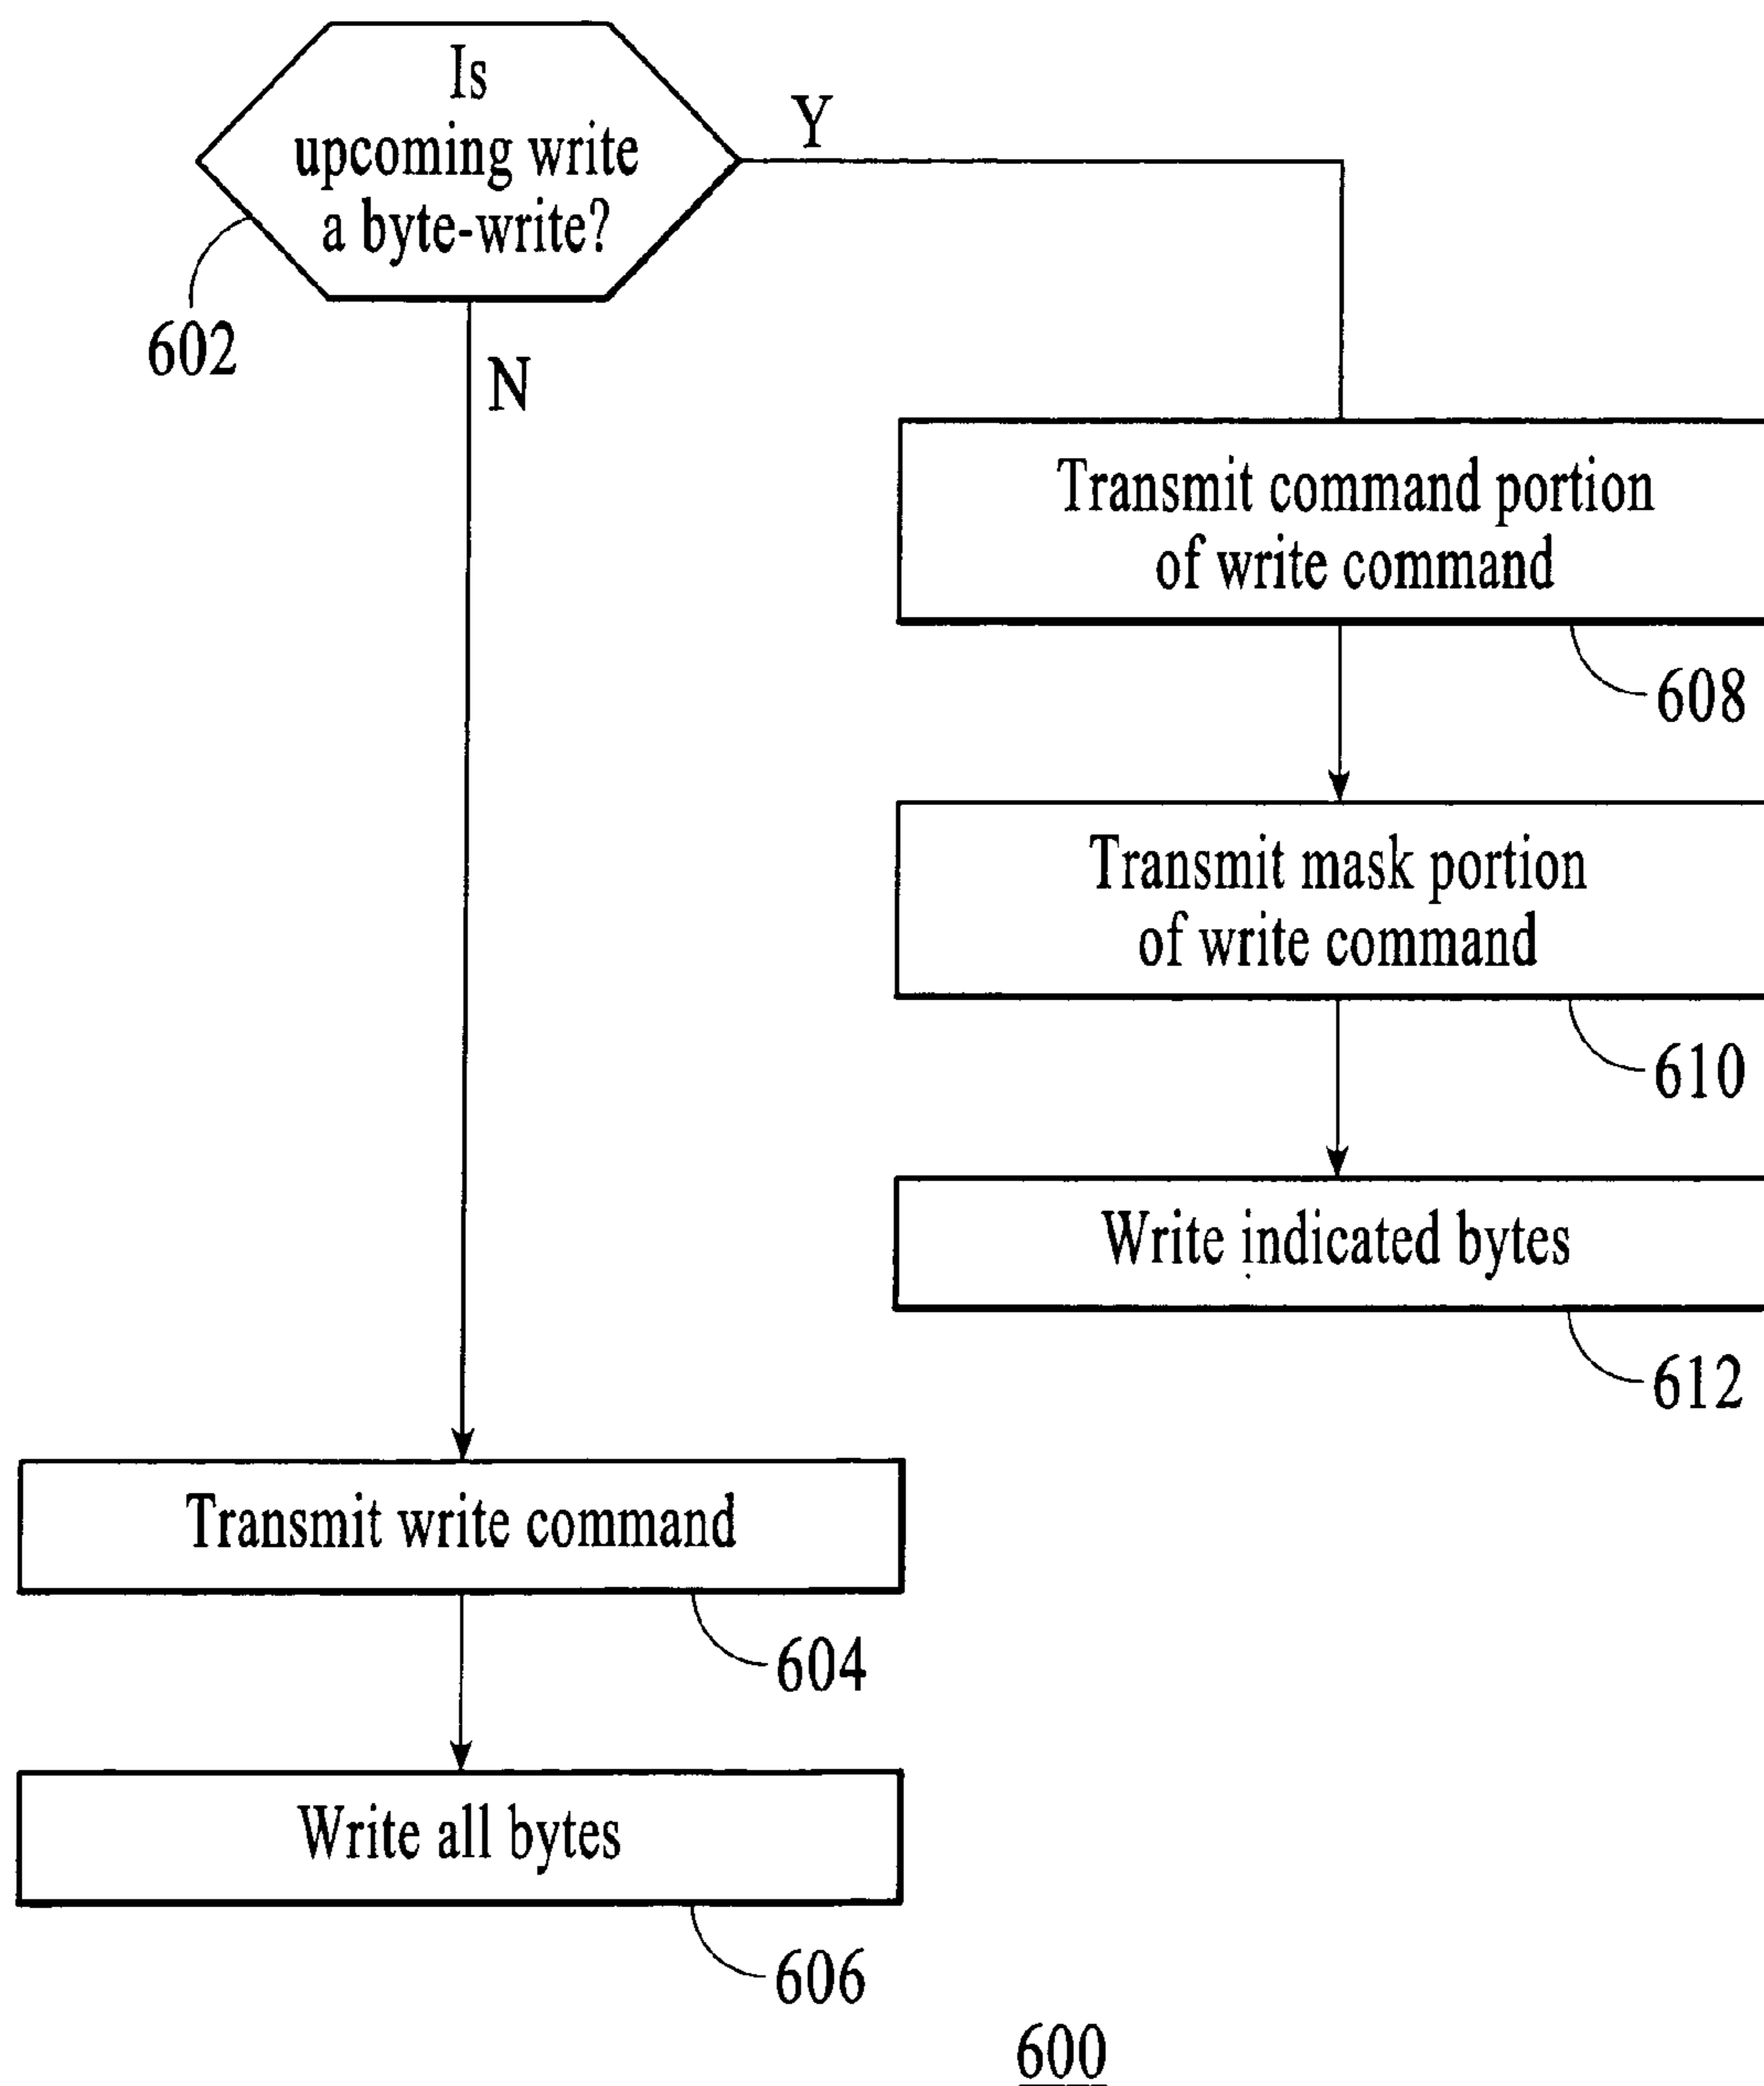 Is
upcoming write
a byte-write?
Y
602
N
Transmit command portion
of write command
608
Transmit mask portion
of write command
610
Write indicated bytes
612
Transmit write command
604
Write all bytes
606
600